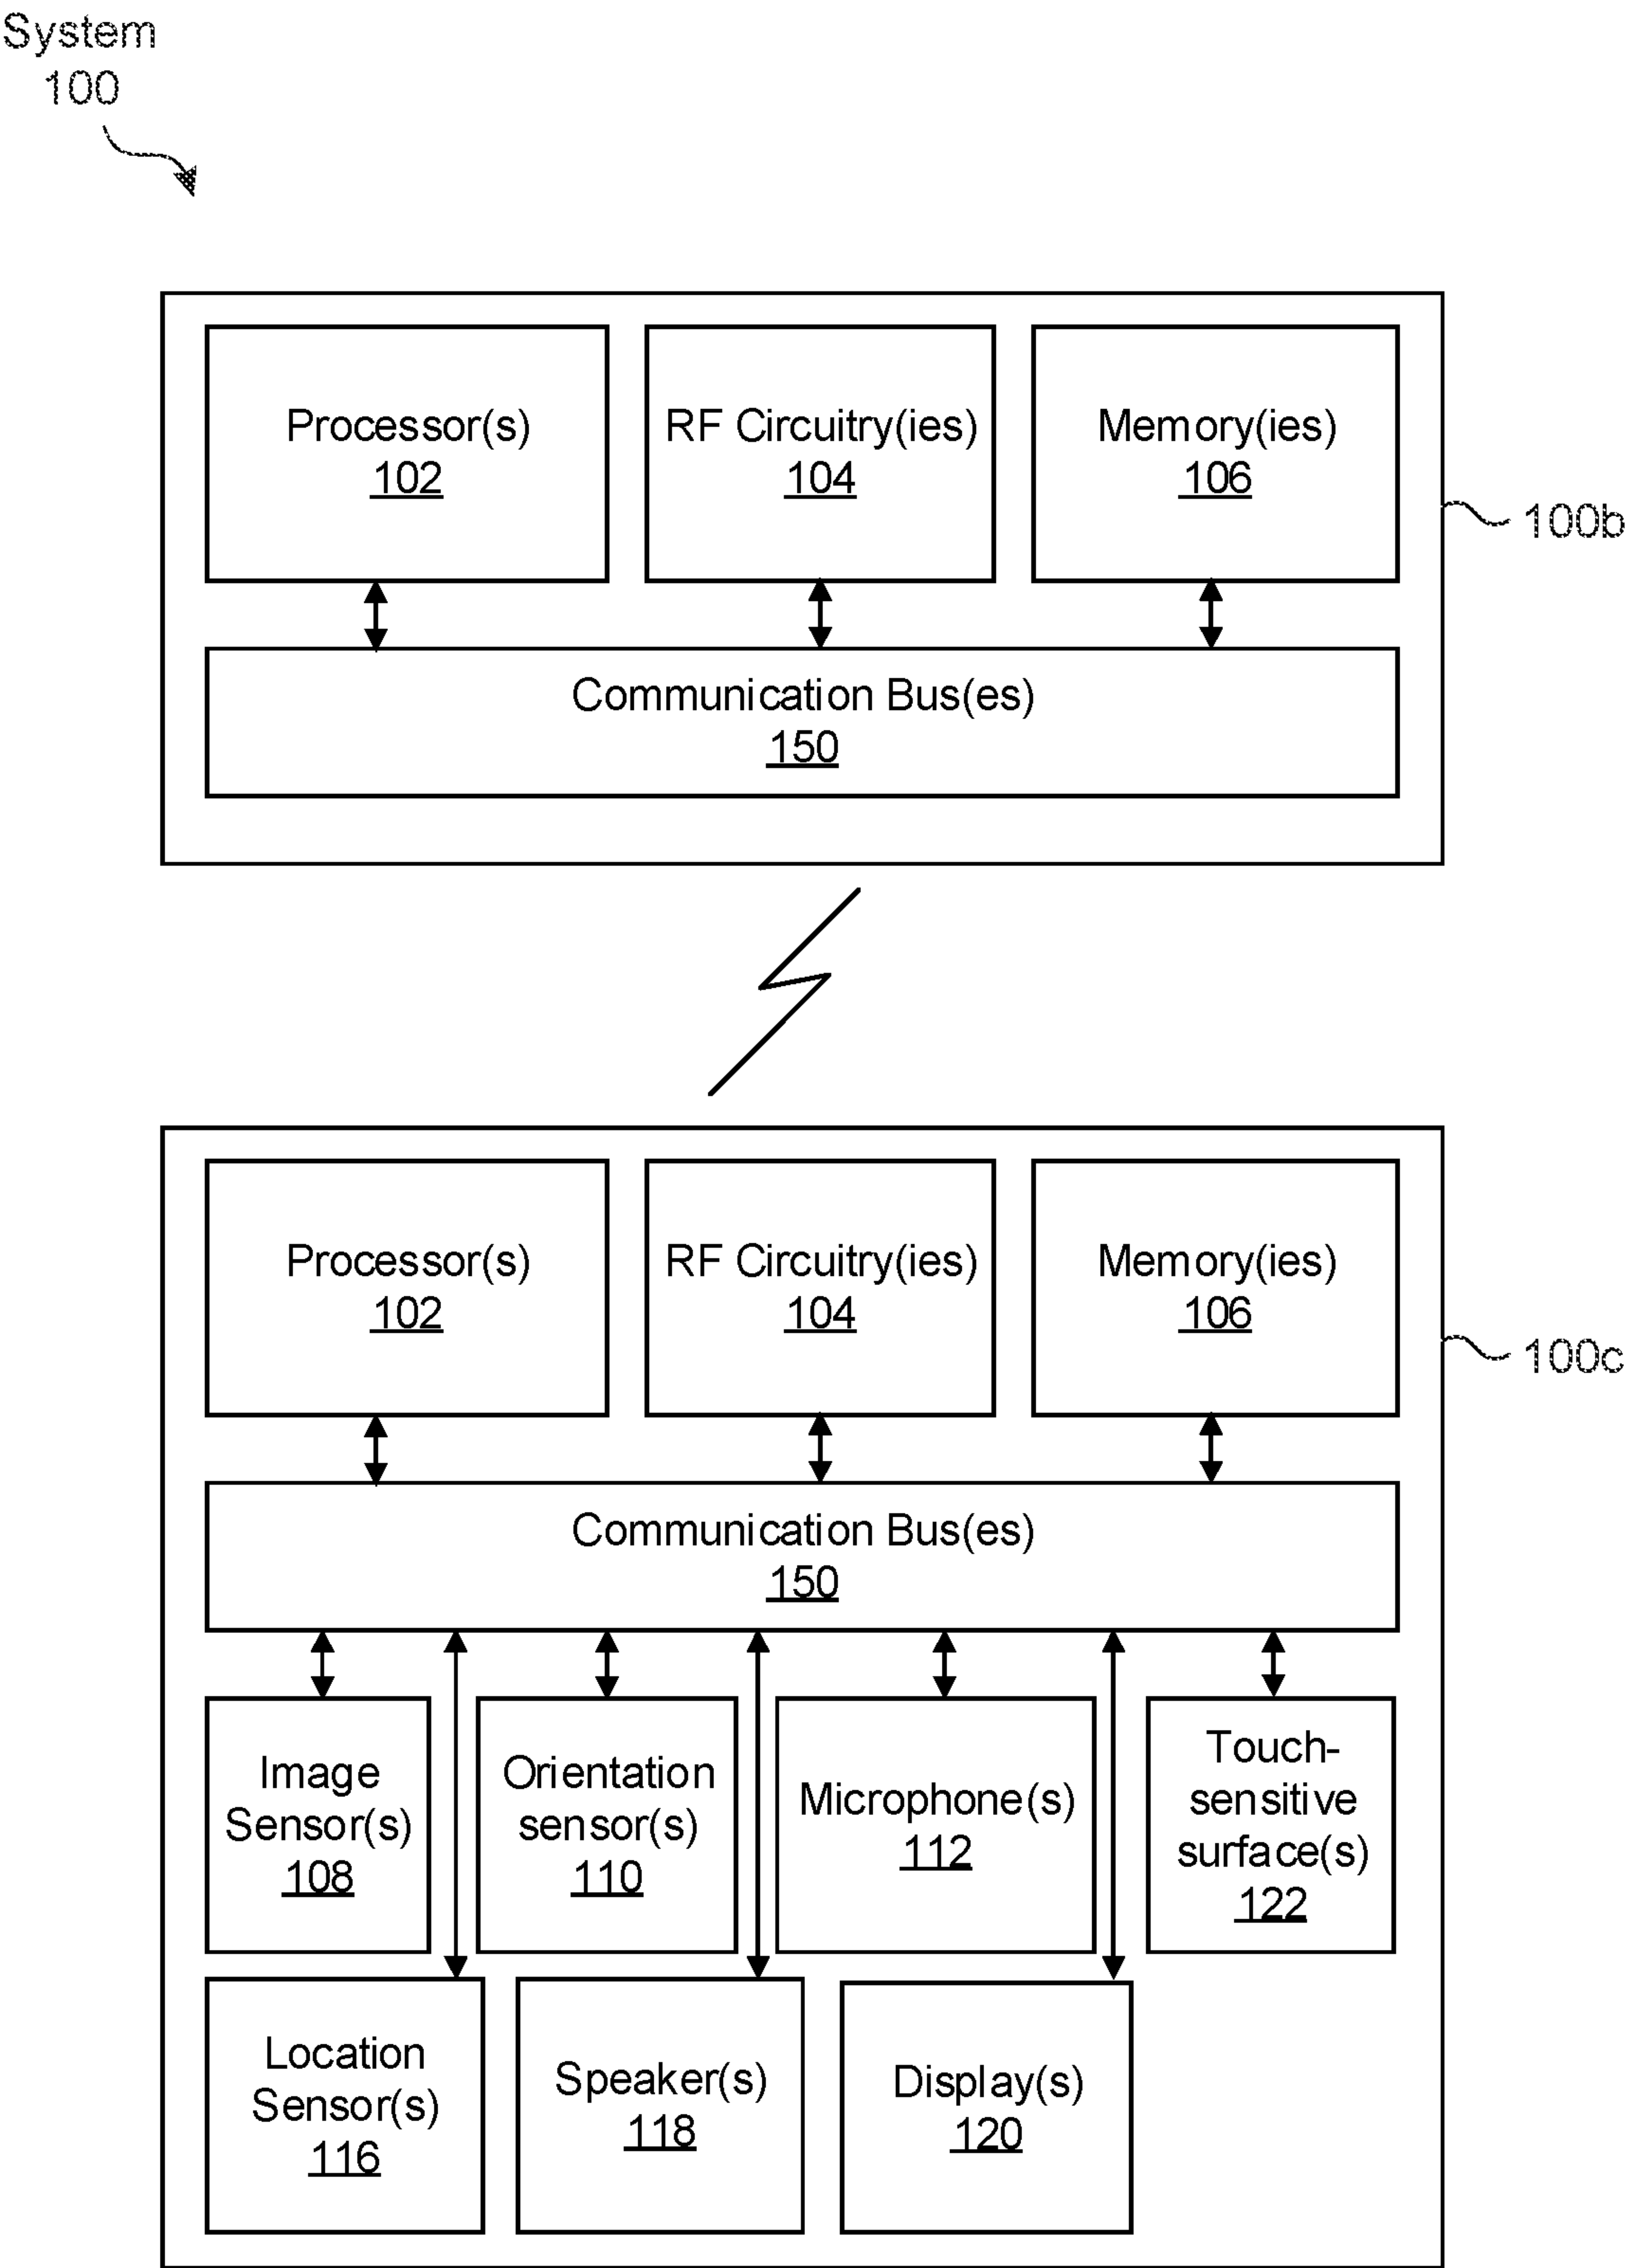 System
100
Processor(s)
102
RF Circuitry(ies)
104
Memory(ies)
106
100b
Communication Bus(es)
150
Processor(s)
102
RF Circuitry(ies)
104
Memory(ies)
106
100c
Communication Bus(es)
150
Image
Sensor(s)
108
Orientation
sensor(s)
110
Microphone(s)
112
Touch-
sensitive
surface(s)
122
Location
Sensor(s)
116
Speaker(s)
118
Display(s)
120